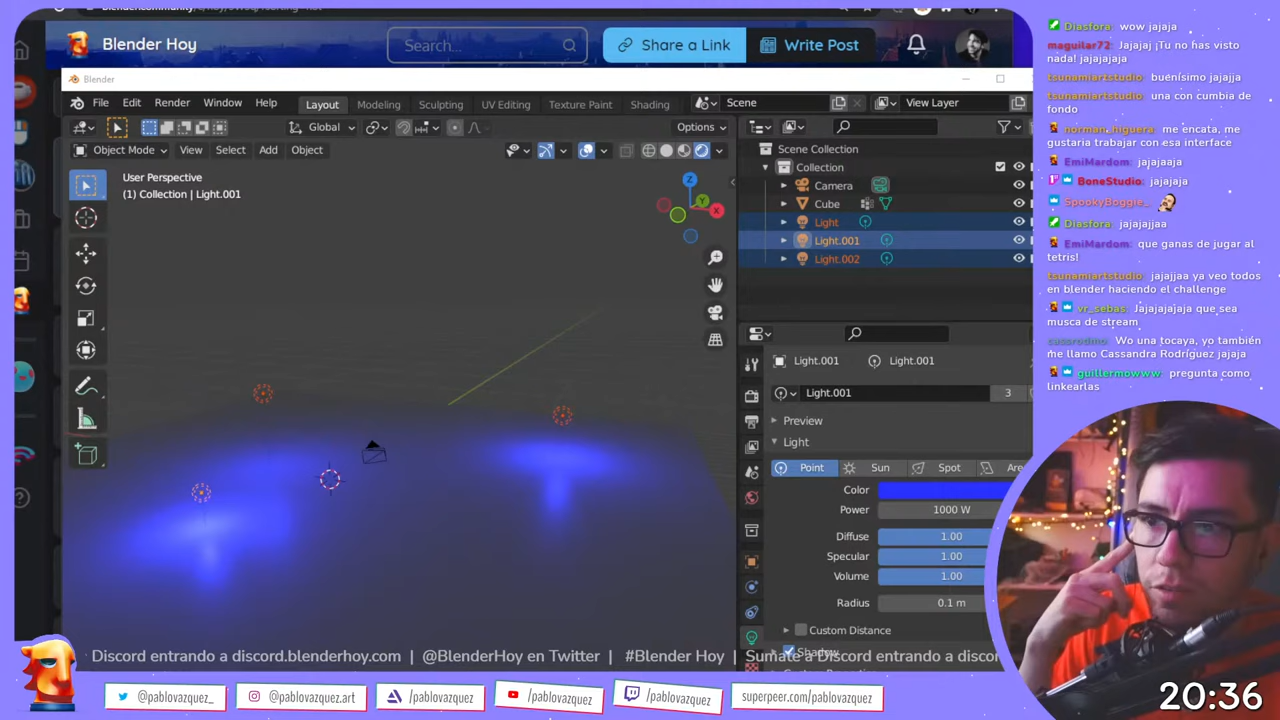 Blender Hoy
Search...
Share a Link
Write Post
Blender
File Edit Render Window Help
Layout Modeling Sculpting UV Editing Texture Paint Shading
Scene
View Layer
Global
Options
Object Mode View Select Add Object
User Perspective
(1) Collection | Light.001
Z
Y
X
Scene Collection
Collection
Camera
Cube
Light
Light.001
Light.002
Light.001 Light.001
Light.001 3
Preview
Light
Point Sun Spot
Color
Power 1000 W
Diffuse 1.00
Specular 1.00
Volume 1.00
Radius 0.1 m
Custom Distance
Shadow
Discord entrando a discord.blenderhoy.com | @BlenderHoy en Twitter | #Blender Hoy | Sumate a Discord entrando a discor
@pablovazquez_
@pablovazquez.art
/pablovazquez
/pablovazquez
/pablovazquez
superpeer.com/pablovazquez
Diasfora: wow jajaja
maguilar72: Jajajaj ¡Tu no has visto
nada! jajajajaja
tsunamiartstudio: buenísimo jajajja
tsunamiartstudio: una con cumbia de
fondo
norman_higuera: me encata, me
gustaria trabajar con esa interface
EmiMardom: jajajaaja
BoneStudio: jajajaja
SpookyBoggie_:
Diasfora: jajajajjaa
EmiMardom: que ganas de jugar al
tetris!
tsunamiartstudio: jajajjaa ya veo todos
en blender haciendo el challenge
vr_sebas: Jajajajajaja que sea
musca de stream
cassrodmo: Wo una tocaya, yo también
me llamo Cassandra Rodríguez jajaja
guillermowww: pregunta como
linkearlas
20:36